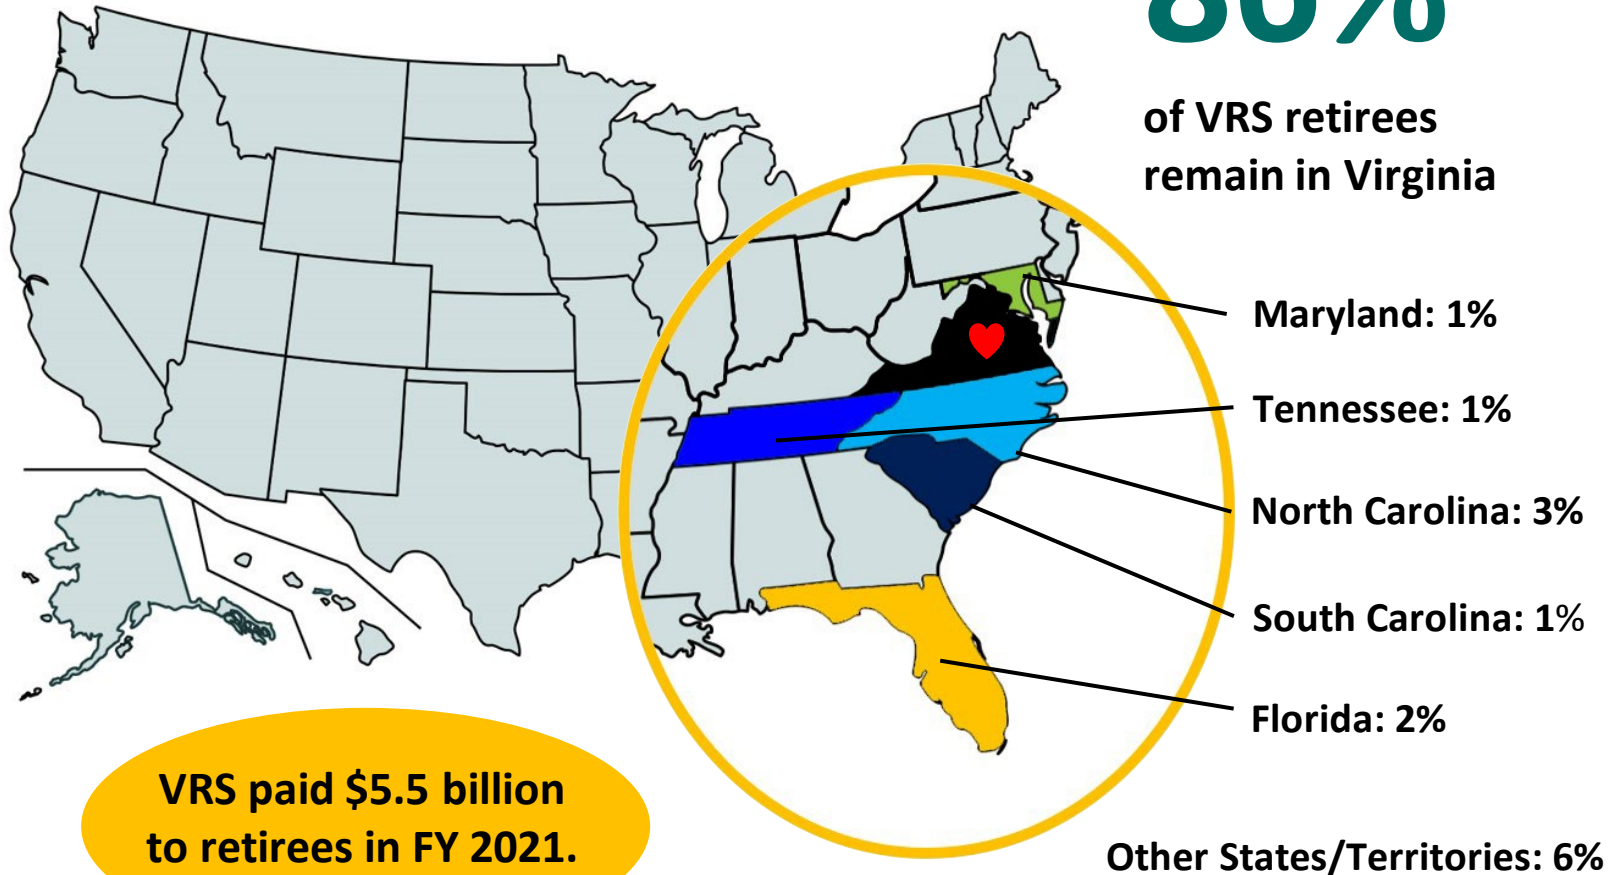 86%
of VRS retirees
remain in Virginia
Maryland: 1%
Tennessee: 1%
North Carolina: 3%
South Carolina: 1%
Florida: 2%
VRS paid $5.5 billion
to retirees in FY 2021.
Other States/Territories: 6%